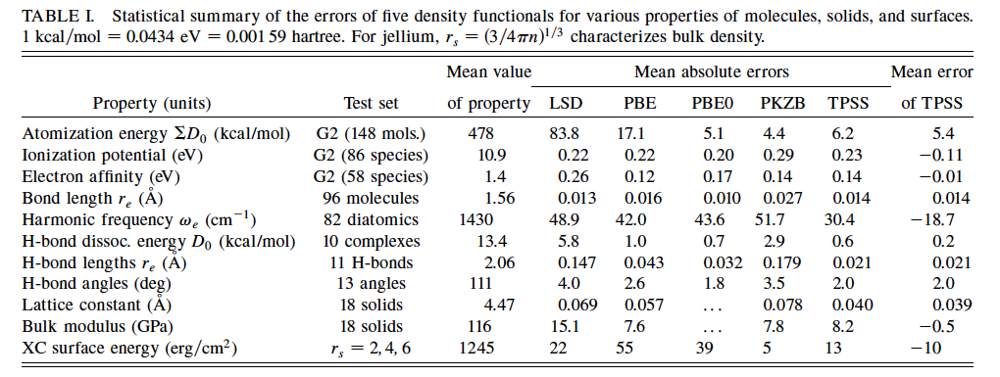 TABLE I. Statistical summary of the errors of five density functionals for various properties of molecules, solids, and surfaces.
1 kcal/mol = 0.0434 eV = 0.001 59 hartree. For jellium, rₛ = (3/4πn)^{1/3} characterizes bulk density.
Mean value Mean absolute errors Mean error
Property (units) Test set of property LSD PBE PBE0 PKZB TPSS of TPSS
Atomization energy ΣD₀ (kcal/mol) G2 (148 mols.) 478 83.8 17.1 5.1 4.4 6.2 5.4
Ionization potential (eV) G2 (86 species) 10.9 0.22 0.22 0.20 0.29 0.23 −0.11
Electron affinity (eV) G2 (58 species) 1.4 0.26 0.12 0.17 0.14 0.14 −0.01
Bond length rₑ (Å) 96 molecules 1.56 0.013 0.016 0.010 0.027 0.014 0.014
Harmonic frequency ωₑ (cm⁻¹) 82 diatomics 1430 48.9 42.0 43.6 51.7 30.4 −18.7
H-bond dissoc. energy D₀ (kcal/mol) 10 complexes 13.4 5.8 1.0 0.7 2.9 0.6 0.2
H-bond lengths rₑ (Å) 11 H-bonds 2.06 0.147 0.043 0.032 0.179 0.021 0.021
H-bond angles (deg) 13 angles 111 4.0 2.6 1.8 3.5 2.0 2.0
Lattice constant (Å) 18 solids 4.47 0.069 0.057 ... 0.078 0.040 0.039
Bulk modulus (GPa) 18 solids 116 15.1 7.6 ... 7.8 8.2 −0.5
XC surface energy (erg/cm²) rₛ = 2, 4, 6 1245 22 55 39 5 13 −10